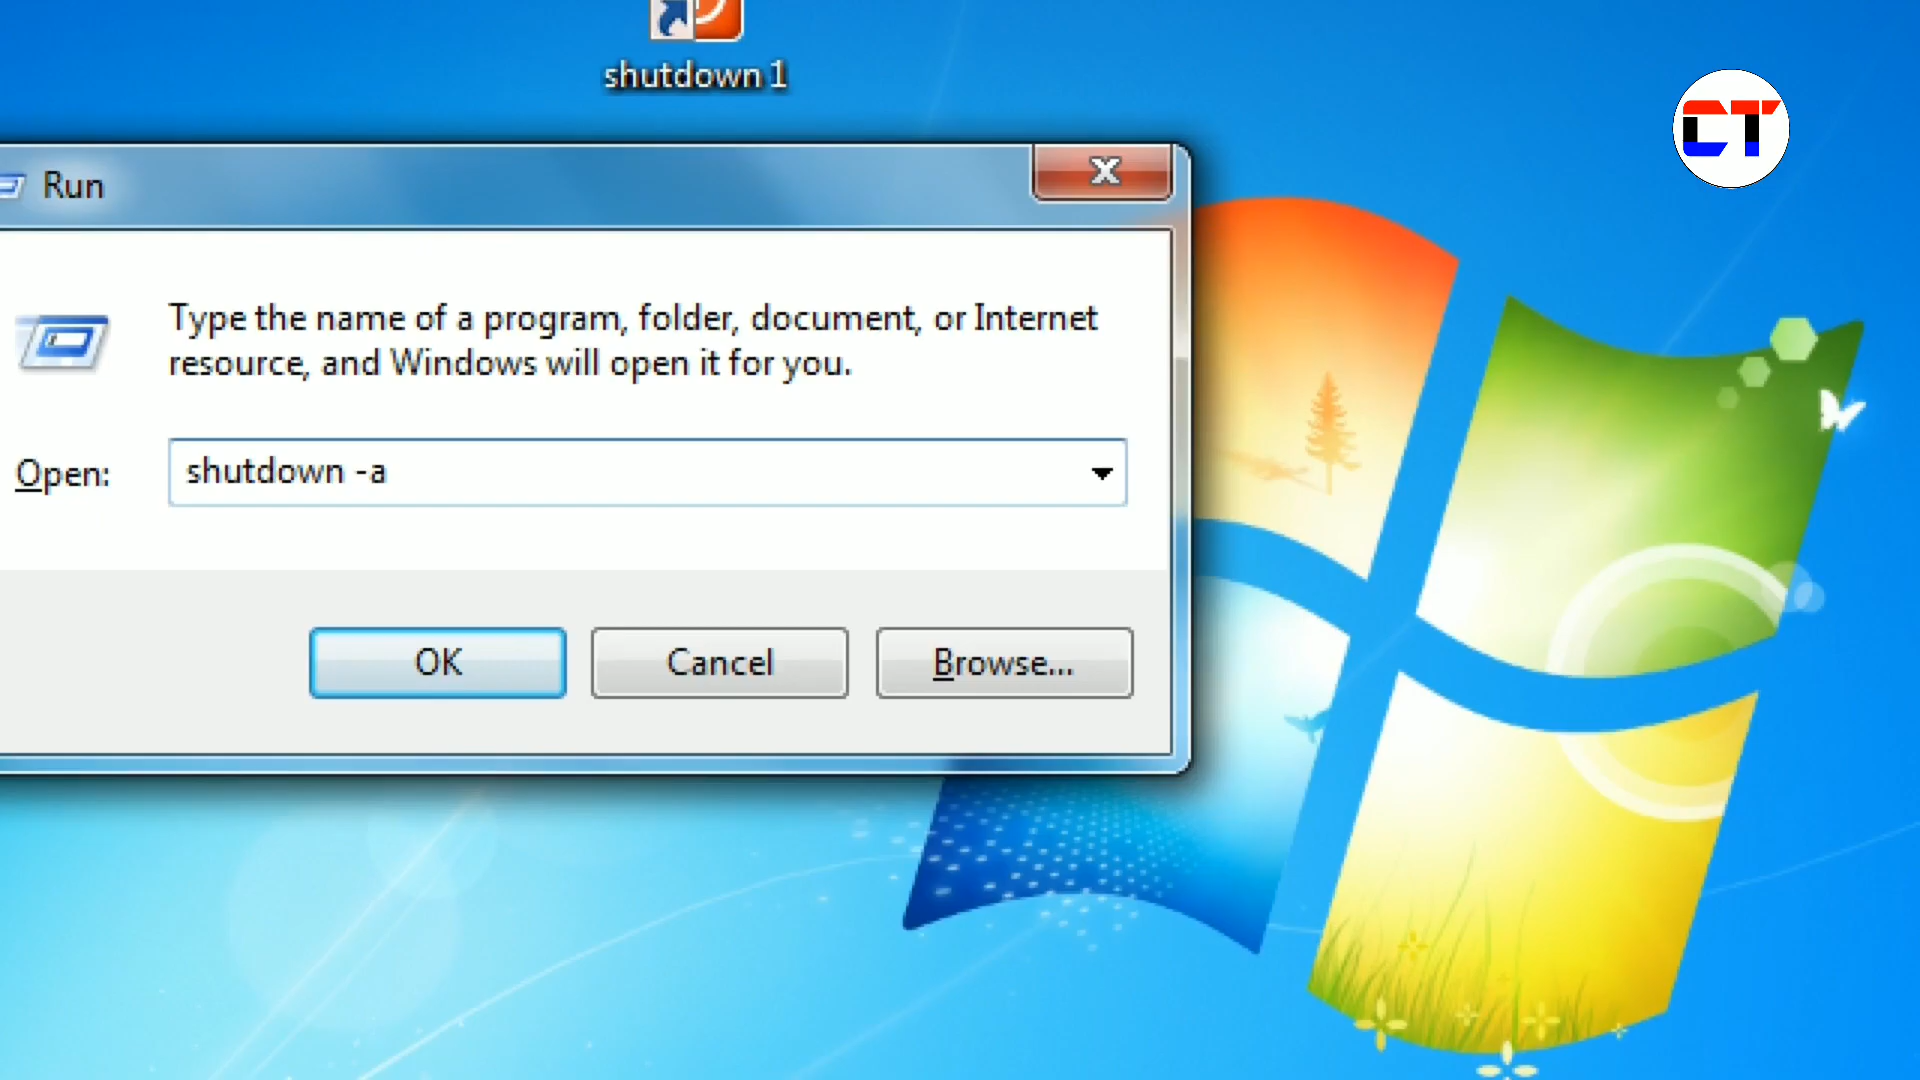 shutdown 1
CT
Run
Type the name of a program, folder, document, or Internet
resource, and Windows will open it for you.
Open: shutdown -a
OK Cancel Browse...